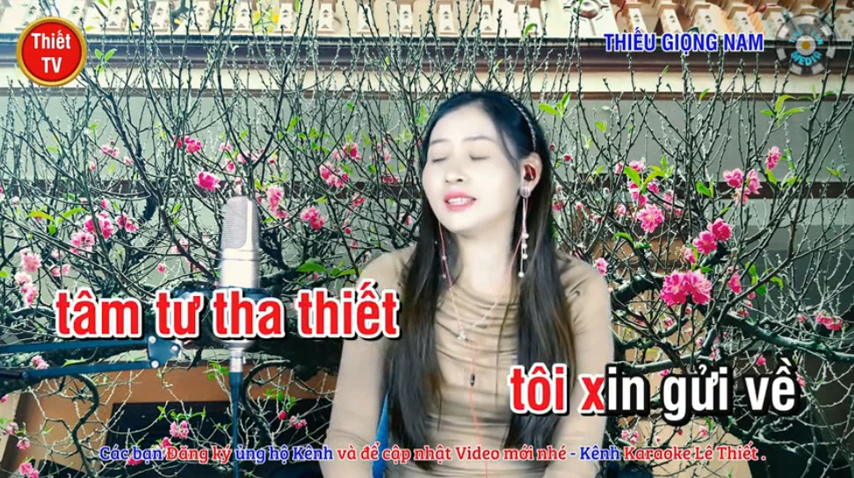 Thiết
TV
THIẾU GIỌNG NAM
MEDIA
tâm tư tha thiết
tôi xin gửi về
Các bạn Đăng ký ủng hộ Kênh và để cập nhật Video mới nhé - Kênh Karaoke Lê Thiết .